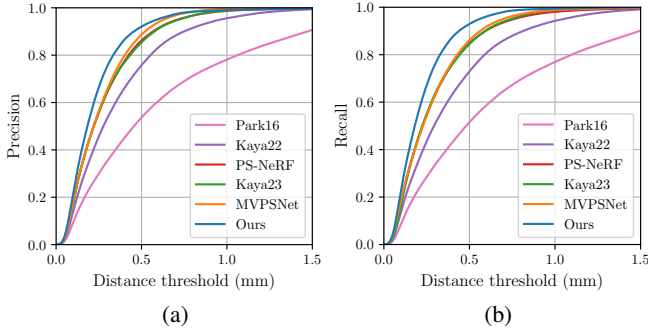 1.0
0.8
0.6
0.4
0.2
0.0
Precision
0.0 0.5 1.0 1.5
Distance threshold (mm)
Park16
Kaya22
PS-NeRF
Kaya23
MVPSNet
Ours
(a)
1.0
0.8
0.6
0.4
0.2
0.0
Recall
0.0 0.5 1.0 1.5
Distance threshold (mm)
Park16
Kaya22
PS-NeRF
Kaya23
MVPSNet
Ours
(b)